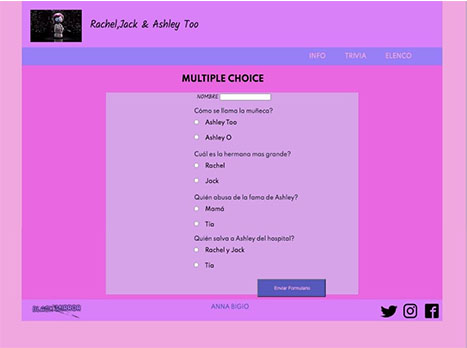 Rachel,Jack & Ashley Too
INFO TRIVIA ELENCO
MULTIPLE CHOICE
NOMBRE
Cómo se llama la muñeca?
Ashley Too
Ashley O
Cuál es la hermana mas grande?
Rachel
Jack
Quién abusa de la fama de Ashley?
Mamá
Tía
Quién salva a Ashley del hospital?
Rachel y Jack
Tía
Enviar Formulario
BLACK MIRROR
ANNA BIGIO